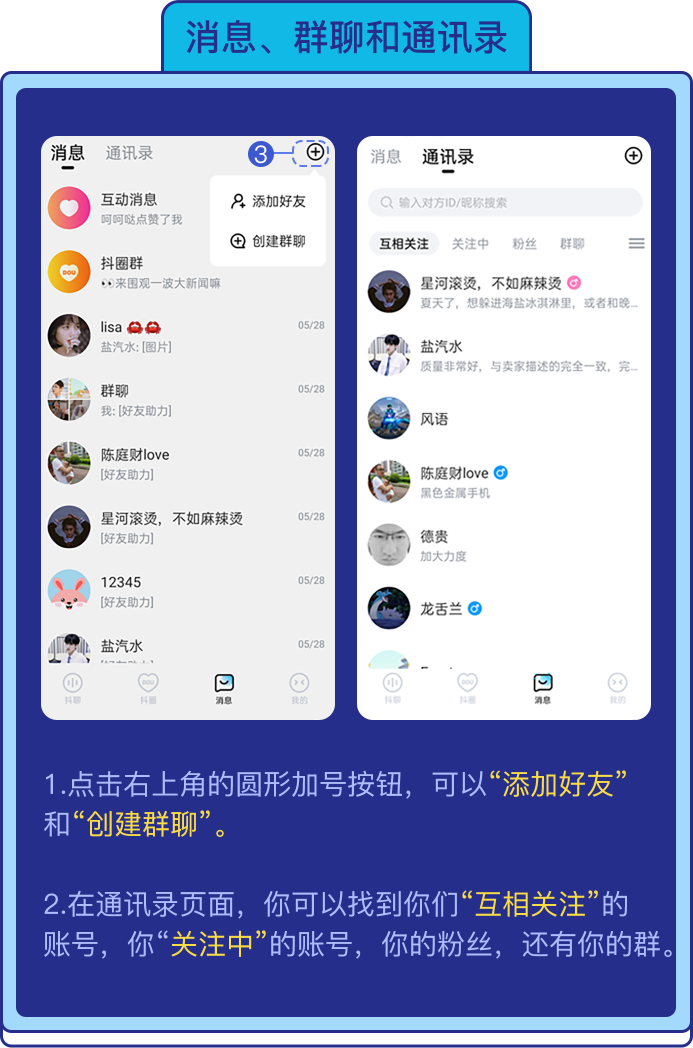 消息、群聊和通讯录
消息 通讯录
3
添加好友
创建群聊
互动消息
呵呵哒点赞了我
抖圈群
👀来围观一波大新闻嘛
lisa 🦀🦀 05/28
盐汽水: [图片]
群聊 05/28
我: [好友助力]
陈庭财love 05/28
[好友助力]
星河滚烫，不如麻辣烫 05/28
[好友助力]
12345 05/28
[好友助力]
盐汽水 05/28
[好友助力]
抖聊 抖圈 消息 我的
消息 通讯录
输入对方ID/昵称搜索
互相关注 关注中 粉丝 群聊
星河滚烫，不如麻辣烫
夏天了，想躲进海盐冰淇淋里，或者和晚...
盐汽水
质量非常好，与卖家描述的完全一致，完...
风语
陈庭财love
黑色金属手机
德贵
加大力度
龙舌兰
抖聊 抖圈 消息 我的
1.点击右上角的圆形加号按钮，可以“添加好友”
和“创建群聊”。
2.在通讯录页面，你可以找到你们“互相关注”的
账号，你“关注中”的账号，你的粉丝，还有你的群。